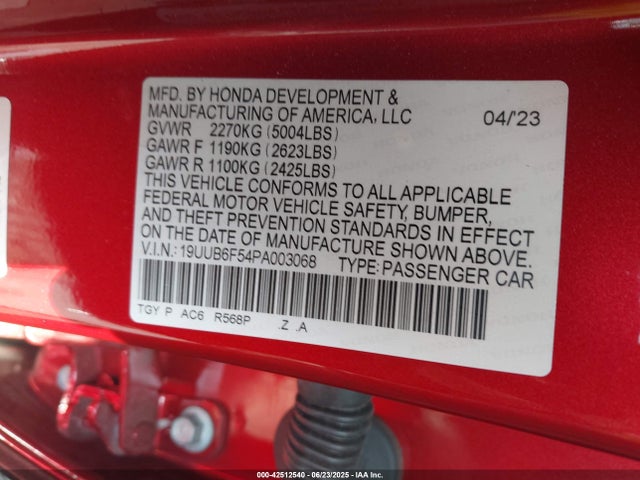 MFD. BY HONDA DEVELOPMENT &
MANUFACTURING OF AMERICA, LLC 04/'23
GVWR 2270KG (5004LBS)
GAWR F 1190KG (2623LBS)
GAWR R 1100KG (2425LBS)
THIS VEHICLE CONFORMS TO ALL APPLICABLE
FEDERAL MOTOR VEHICLE SAFETY, BUMPER,
AND THEFT PREVENTION STANDARDS IN EFFECT
ON THE DATE OF MANUFACTURE SHOWN ABOVE.
V.I.N.: 19UUB6F54PA003068 TYPE: PASSENGER CAR
TGY P AC6 R568P .Z .A
000-42512540 - 06/23/2025 - IAA Inc.